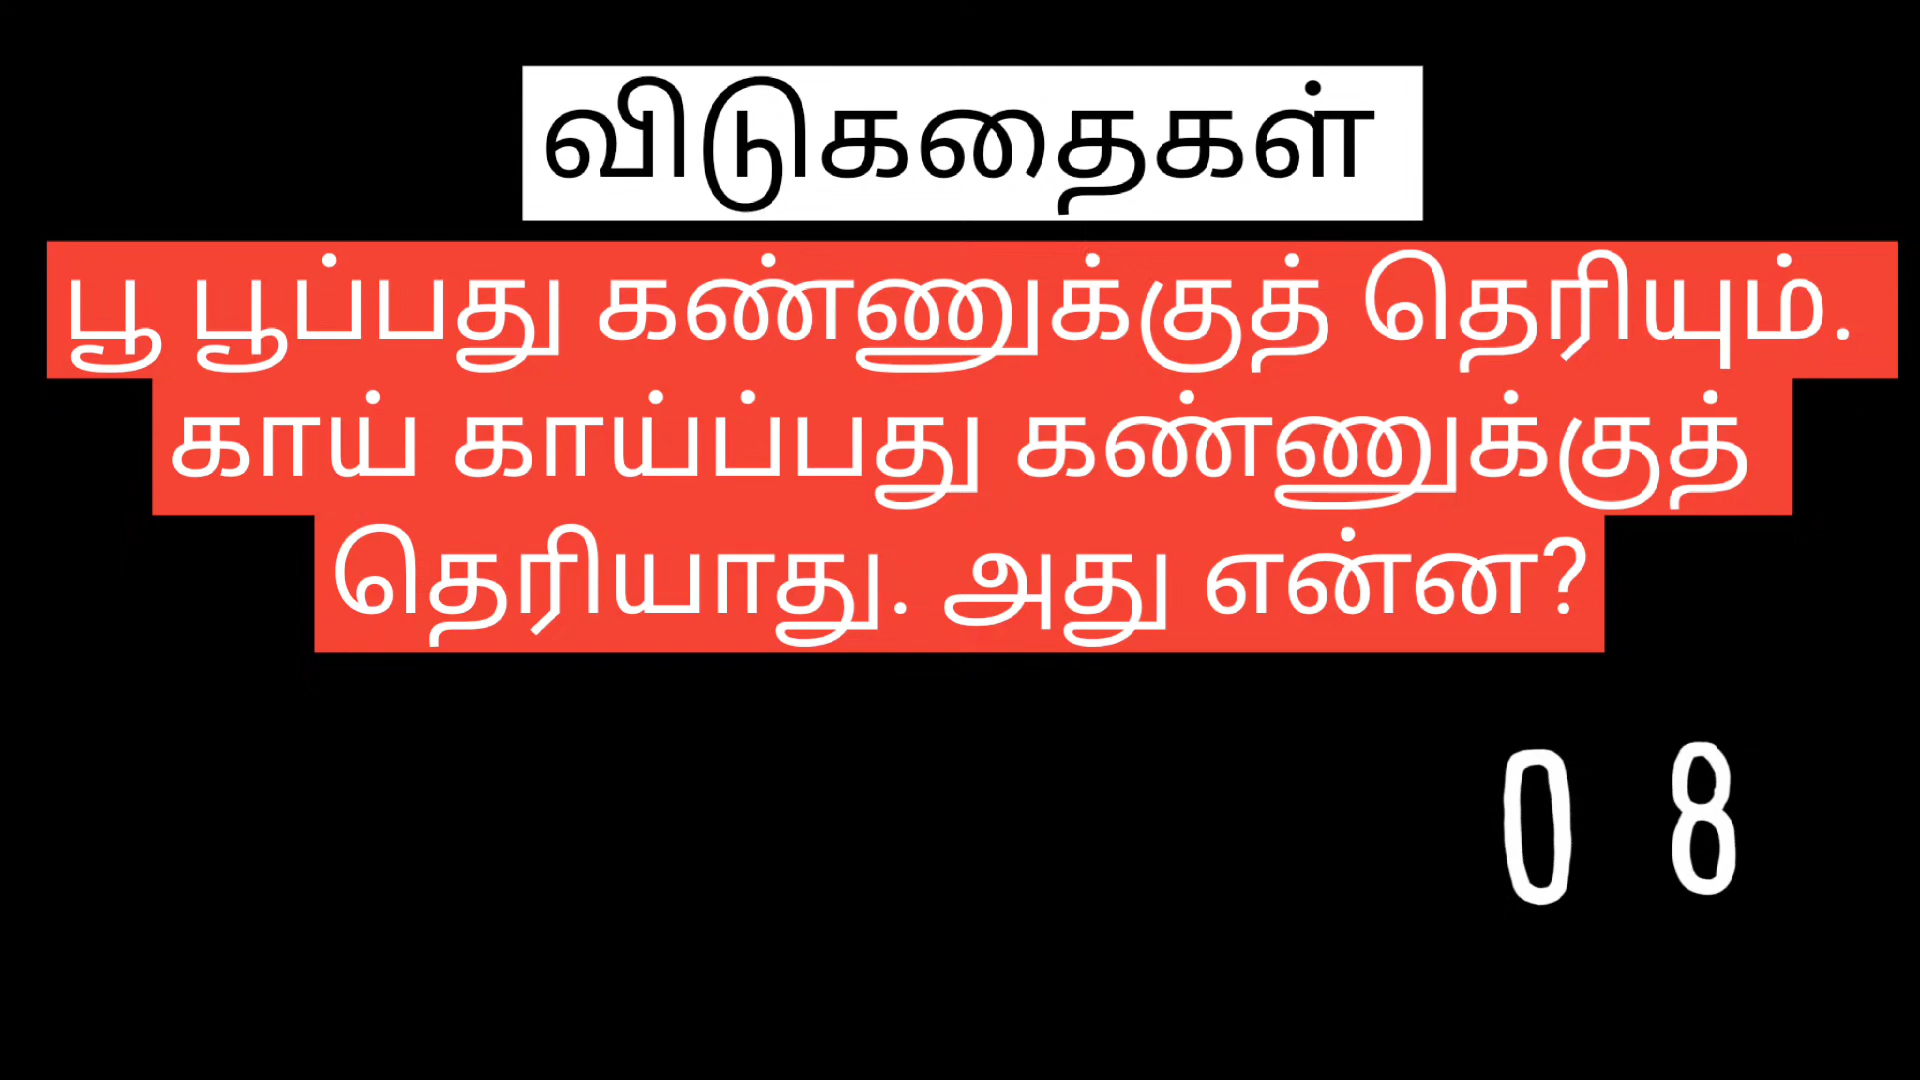 விடுகதைகள்
பூ பூப்பது கண்ணுக்குத் தெரியும்.
காய் காய்ப்பது கண்ணுக்குத்
தெரியாது. அது என்ன?
0 8